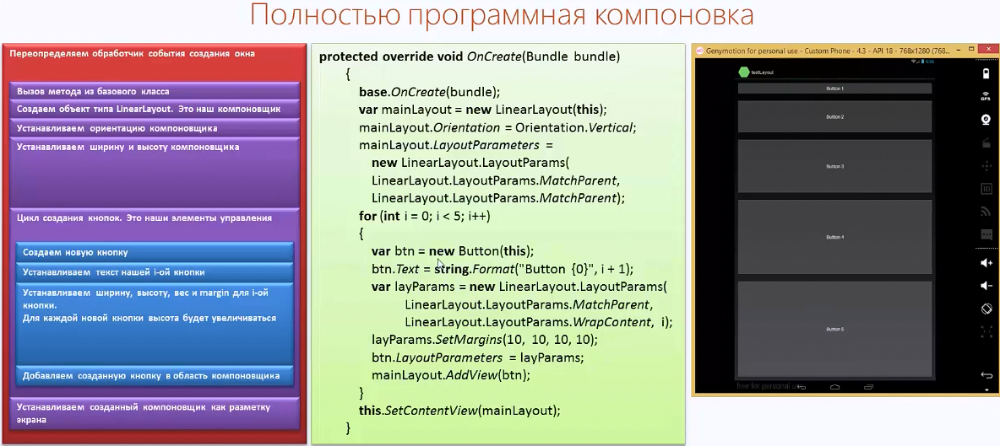 Полностью программная компоновка
Переопределяем обработчик события создания окна
Вызов метода из базового класса
Создаем объект типа LinearLayout. Это наш компоновщик
Устанавливаем ориентацию компоновщика
Устанавливаем ширину и высоту компоновщика
Цикл создания кнопок. Это наши элементы управления
Создаем новую кнопку
Устанавливаем текст нашей i-ой кнопки
Устанавливаем ширину, высоту, вес и margin для i-ой
кнопки.
Для каждой новой кнопки высота будет увеличиваться
Добавляем созданную кнопку в область компоновщика
Устанавливаем созданный компоновщик как разметку
экрана
protected override void OnCreate(Bundle bundle)
{
base.OnCreate(bundle);
var mainLayout = new LinearLayout(this);
mainLayout.Orientation = Orientation.Vertical;
mainLayout.LayoutParameters =
new LinearLayout.LayoutParams(
LinearLayout.LayoutParams.MatchParent,
LinearLayout.LayoutParams.MatchParent);
for (int i = 0; i < 5; i++)
{
var btn = new Button(this);
btn.Text = string.Format("Button {0}", i + 1);
var layParams = new LinearLayout.LayoutParams(
LinearLayout.LayoutParams.MatchParent,
LinearLayout.LayoutParams.WrapContent, i);
layParams.SetMargins(10, 10, 10, 10);
btn.LayoutParameters = layParams;
mainLayout.AddView(btn);
}
this.SetContentView(mainLayout);
}
Genymotion for personal use - Custom Phone - 4.3 - API 18 - 768x1280 (768...
testLayout
Button 1
Button 2
Button 3
Button 4
Button 5
free for personal
GPS
ID